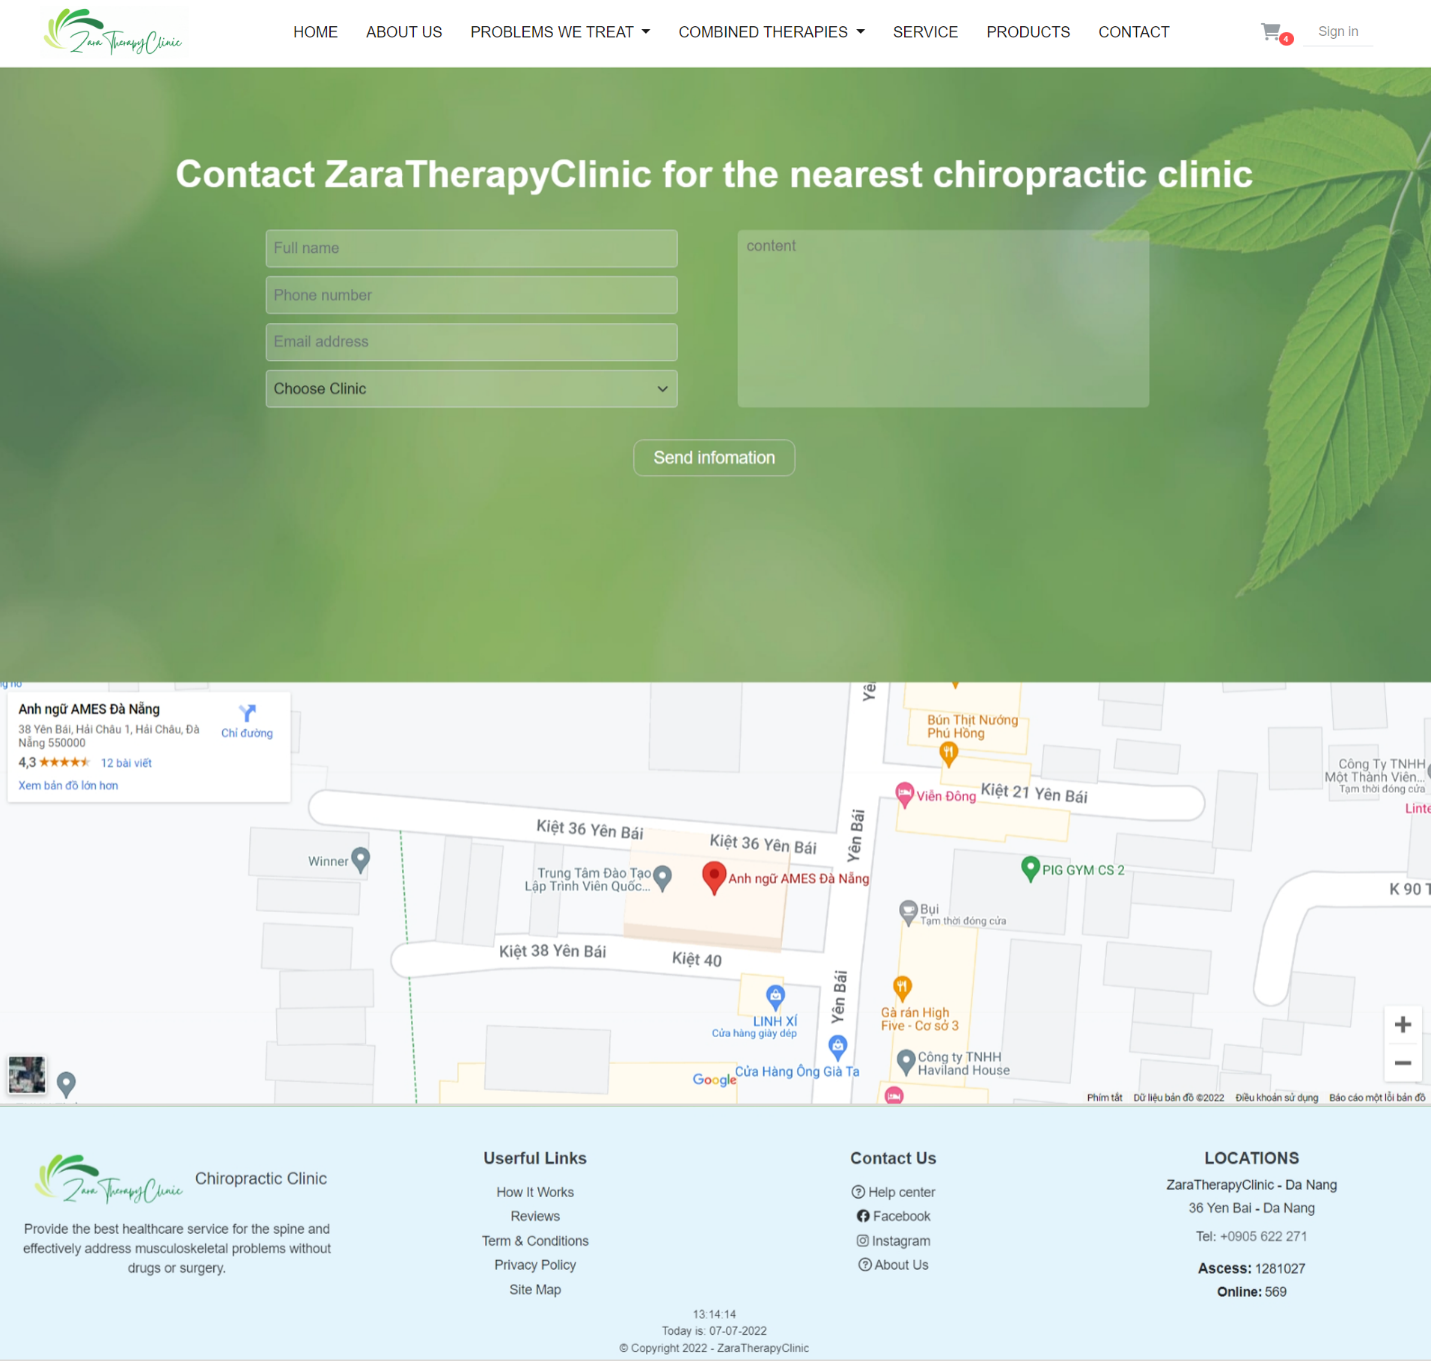 Zara TherapyClinic
HOME
ABOUT US
PROBLEMS WE TREAT
COMBINED THERAPIES
SERVICE
PRODUCTS
CONTACT
4
Sign in
Contact ZaraTherapyClinic for the nearest chiropractic clinic
Full name
Phone number
Email address
Choose Clinic
content
Send infomation
Anh ngữ AMES Đà Nẵng
38 Yên Bái, Hải Châu 1, Hải Châu, Đà
Nẵng 550000
4,3
12 bài viết
Xem bản đồ lớn hơn
Chỉ đường
Bún Thịt Nướng
Phú Hồng
Viễn Đông
Kiệt 21 Yên Bái
Công Ty TNHH
Một Thành Viên...
Tạm thời đóng cửa
Kiệt 36 Yên Bái
Kiệt 36 Yên Bái
Yên Bái
Winner
Trung Tâm Đào Tạo
Lập Trình Viên Quốc...
Anh ngữ AMES Đà Nẵng
PIG GYM CS 2
K 90
Bụi
Tạm thời đóng cửa
Kiệt 38 Yên Bái
Kiệt 40
Yên Bái
LINH XÍ
Cửa hàng giày dép
Gà rán High
Five - Cơ sở 3
Công ty TNHH
Haviland House
Cửa Hàng Ông Già Ta
Google
Phím tắt
Dữ liệu bản đồ ©2022
Điều khoản sử dụng
Báo cáo một lỗi bản đồ
Zara TherapyClinic
Chiropractic Clinic
Provide the best healthcare service for the spine and
effectively address musculoskeletal problems without
drugs or surgery.
Userful Links
How It Works
Reviews
Term & Conditions
Privacy Policy
Site Map
Contact Us
Help center
Facebook
Instagram
About Us
LOCATIONS
ZaraTherapyClinic - Da Nang
36 Yen Bai - Da Nang
Tel: +0905 622 271
Ascess: 1281027
Online: 569
13:14:14
Today is: 07-07-2022
© Copyright 2022 - ZaraTherapyClinic